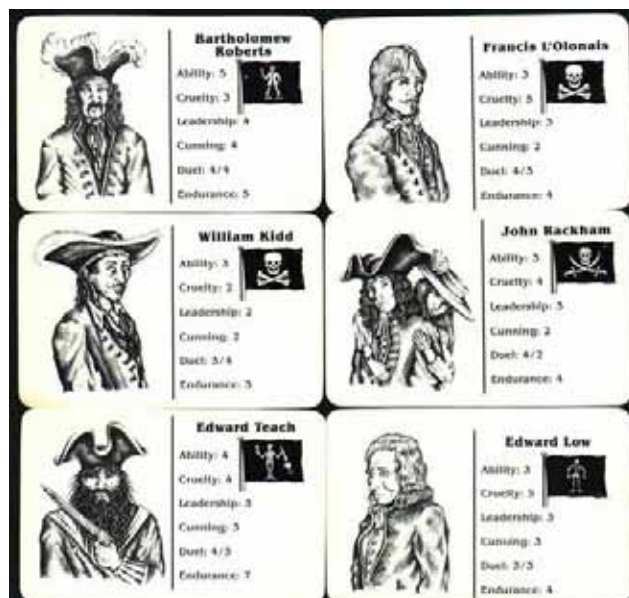 Bartholomew
Roberts
Ability: 5
Cruelty: 3
Leadership: 4
Cunning: 4
Duel: 4/4
Endurance: 5
Francis L'Olonais
Ability: 3
Cruelty: 5
Leadership: 3
Cunning: 2
Duel: 4/3
Endurance: 4
William Kidd
Ability: 3
Cruelty: 2
Leadership: 2
Cunning: 2
Duel: 3/4
Endurance: 5
John Rackham
Ability: 3
Cruelty: 4
Leadership: 3
Cunning: 2
Duel: 4/2
Endurance: 4
Edward Teach
Ability: 4
Cruelty: 4
Leadership: 3
Cunning: 3
Duel: 4/3
Endurance: 7
Edward Low
Ability: 3
Cruelty: 5
Leadership: 3
Cunning: 3
Duel: 3/3
Endurance: 4